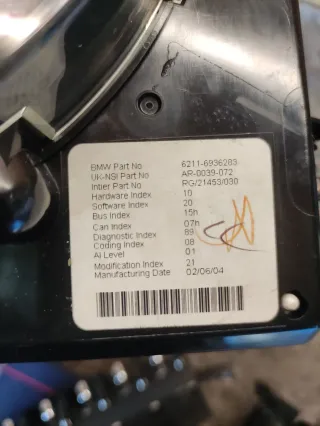 BMW Part No 6211-6936283
UK-NSI Part No AR-0039-072
Intier Part No RG/21453/030
Hardware Index 10
Software Index 20
Bus Index 15h
Can Index 07h
Diagnostic Index 89
Coding Index 08
AI Level 01
Modification Index 21
Manufacturing Date 02/06/04